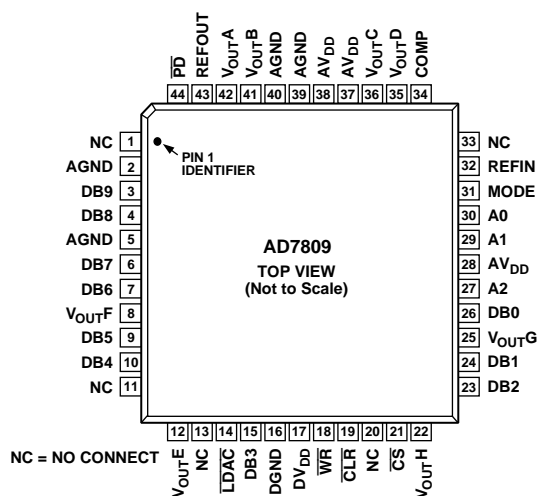 P̅D̅
REFOUT
VOUTA
VOUTB
AGND
AGND
AVDD
AVDD
VOUTC
VOUTD
COMP
44 43 42 41 40 39 38 37 36 35 34
NC 1
AGND 2
DB9 3
DB8 4
AGND 5
DB7 6
DB6 7
VOUTF 8
DB5 9
DB4 10
NC 11
PIN 1
IDENTIFIER
AD7809
TOP VIEW
(Not to Scale)
33 NC
32 REFIN
31 MODE
30 A0
29 A1
28 AVDD
27 A2
26 DB0
25 VOUTG
24 DB1
23 DB2
12 13 14 15 16 17 18 19 20 21 22
VOUTE
NC
L̅D̅A̅C̅
DB3
DGND
DVDD
W̅R̅
C̅L̅R̅
NC
C̅S̅
VOUTH
NC = NO CONNECT